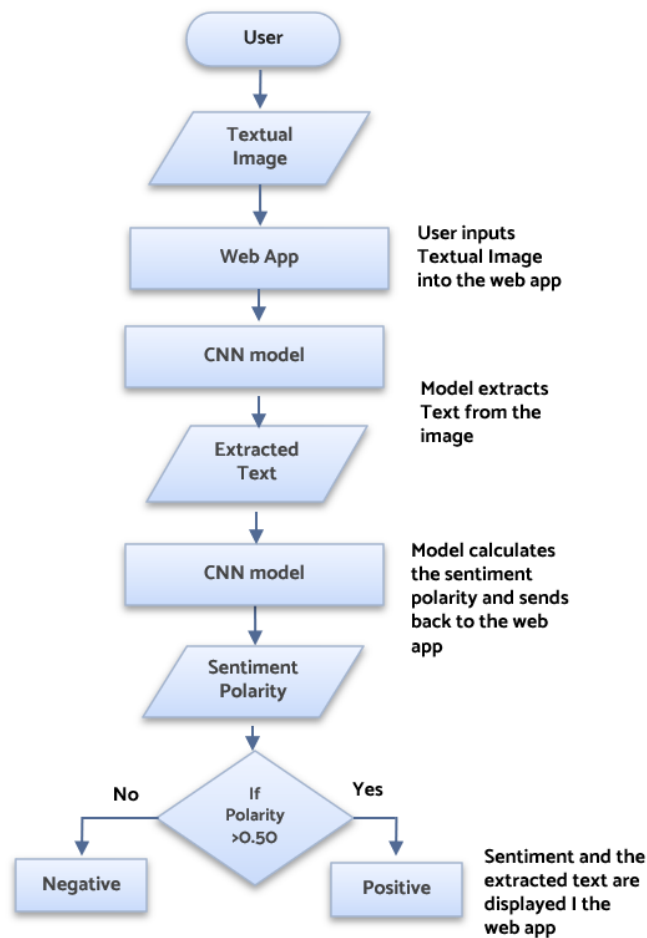 User
Textual
Image
Web App
User inputs
Textual Image
into the web app
CNN model
Model extracts
Text from the
image
Extracted
Text
CNN model
Model calculates
the sentiment
polarity and sends
back to the web
app
Sentiment
Polarity
If
Polarity
>0.50
No
Yes
Negative
Positive
Sentiment and the
extracted text are
displayed I the
web app